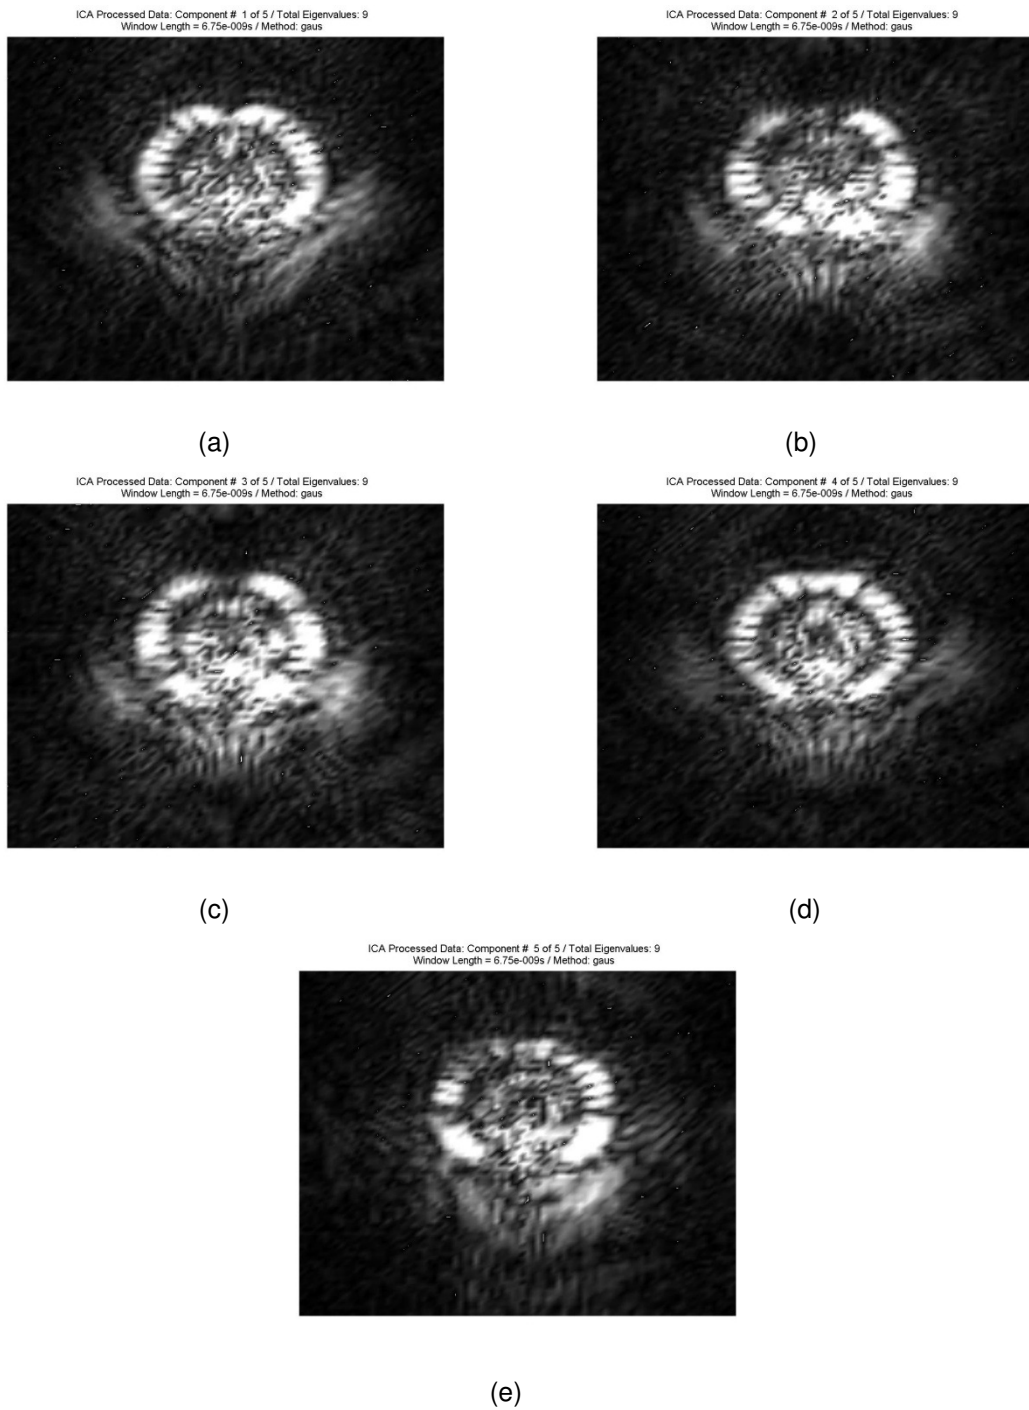 ICA Processed Data: Component # 1 of 5 / Total Eigenvalues: 9
Window Length = 6.75e-009s / Method: gaus
ICA Processed Data: Component # 2 of 5 / Total Eigenvalues: 9
Window Length = 6.75e-009s / Method: gaus
(a)
(b)
ICA Processed Data: Component # 3 of 5 / Total Eigenvalues: 9
Window Length = 6.75e-009s / Method: gaus
ICA Processed Data: Component # 4 of 5 / Total Eigenvalues: 9
Window Length = 6.75e-009s / Method: gaus
(c)
(d)
ICA Processed Data: Component # 5 of 5 / Total Eigenvalues: 9
Window Length = 6.75e-009s / Method: gaus
(e)